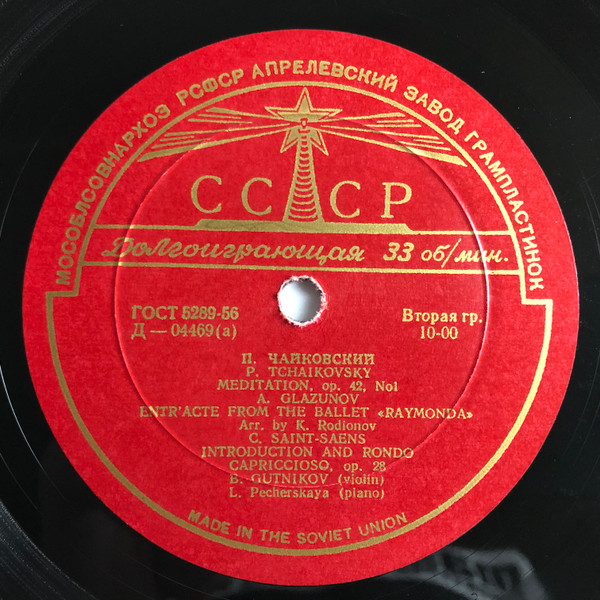 МОСОБЛСОВНАРХОЗ РСФСР АПРЕЛЕВСКИЙ ЗАВОД ГРАМПЛАСТИНОК
СССР
Долгоиграющая 33 об/мин.
ГОСТ 5289-56
Д — 04469(а)
Вторая гр.
10-00
П. ЧАЙКОВСКИЙ
P. TCHAIKOVSKY
MEDITATION, op. 42, No1
A. GLAZUNOV
ENTR'ACTE FROM THE BALLET «RAYMONDA»
Arr. by K. Rodionov
C. SAINT-SAENS
INTRODUCTION AND RONDO
CAPRICCIOSO, op. 28
B. GUTNIKOV (violin)
L. Pecherskaya (piano)
MADE IN THE SOVIET UNION